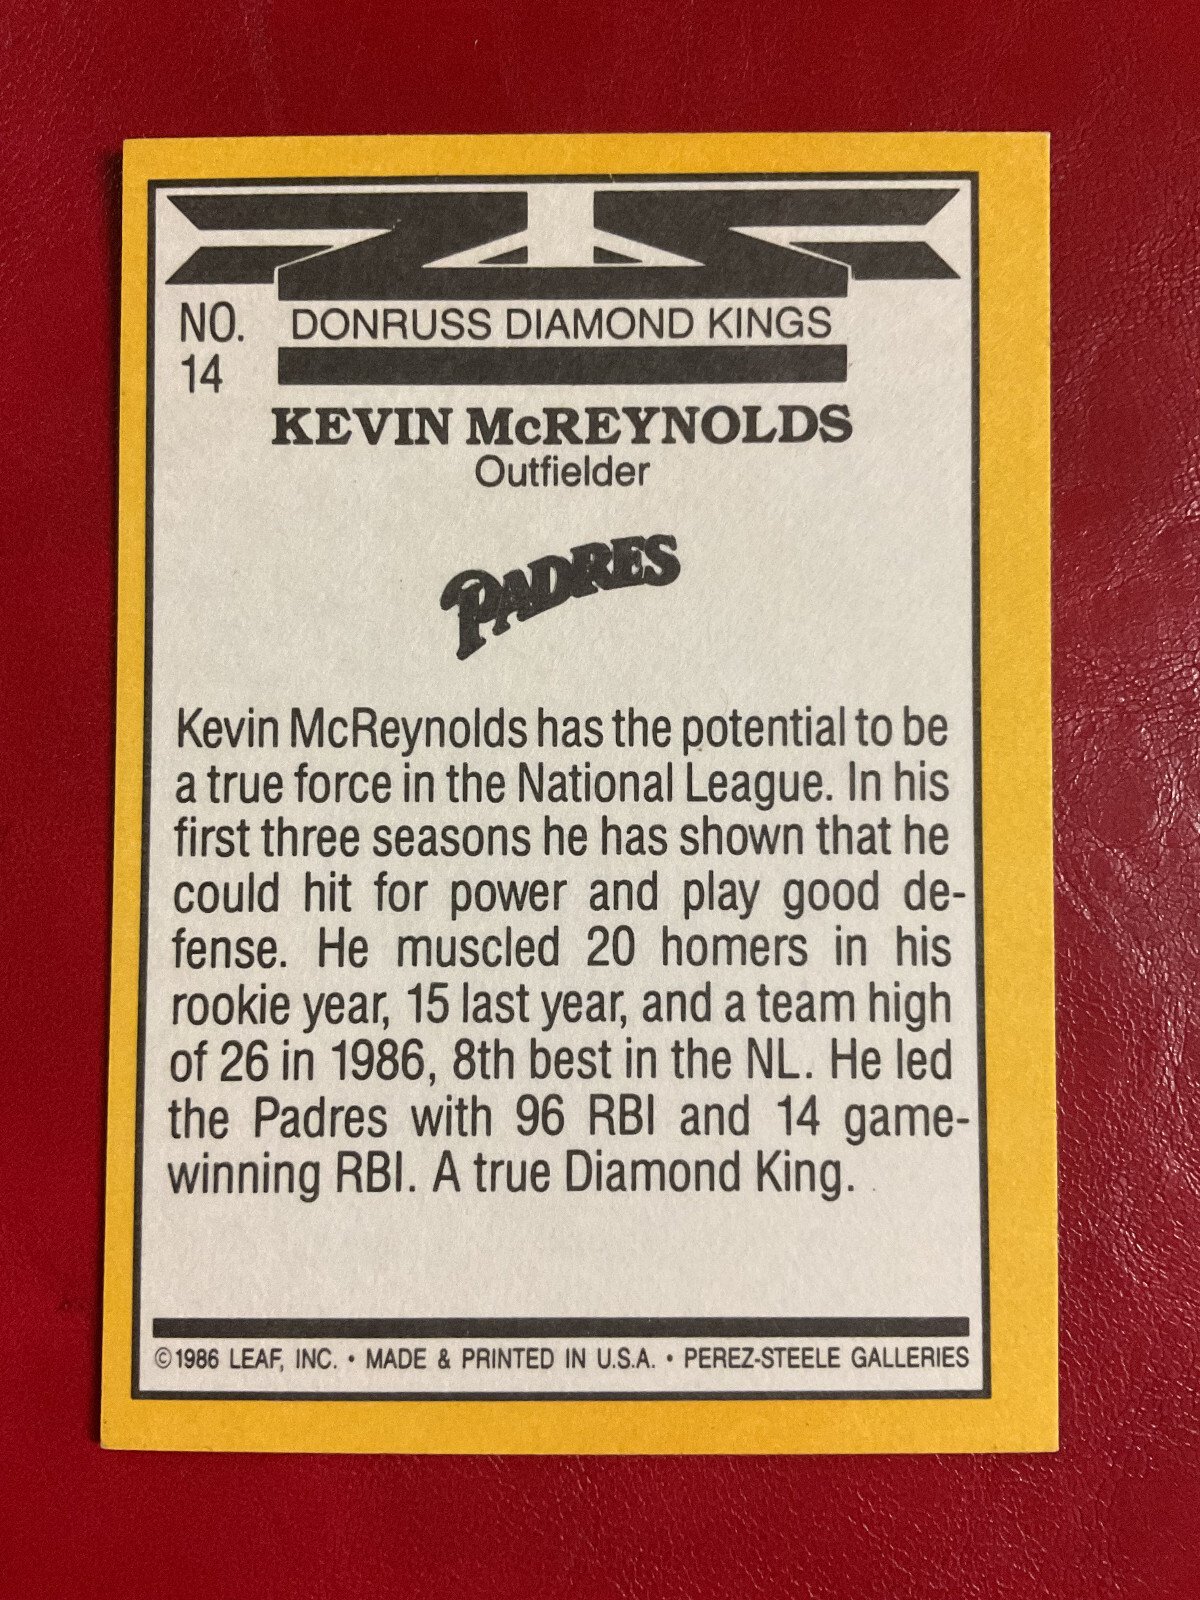 NO.
14
DONRUSS DIAMOND KINGS
KEVIN McREYNOLDS
Outfielder
PADRES
Kevin McReynolds has the potential to be
a true force in the National League. In his
first three seasons he has shown that he
could hit for power and play good de-
fense. He muscled 20 homers in his
rookie year, 15 last year, and a team high
of 26 in 1986, 8th best in the NL. He led
the Padres with 96 RBI and 14 game-
winning RBI. A true Diamond King.
©1986 LEAF, INC. • MADE & PRINTED IN U.S.A. • PEREZ-STEELE GALLERIES